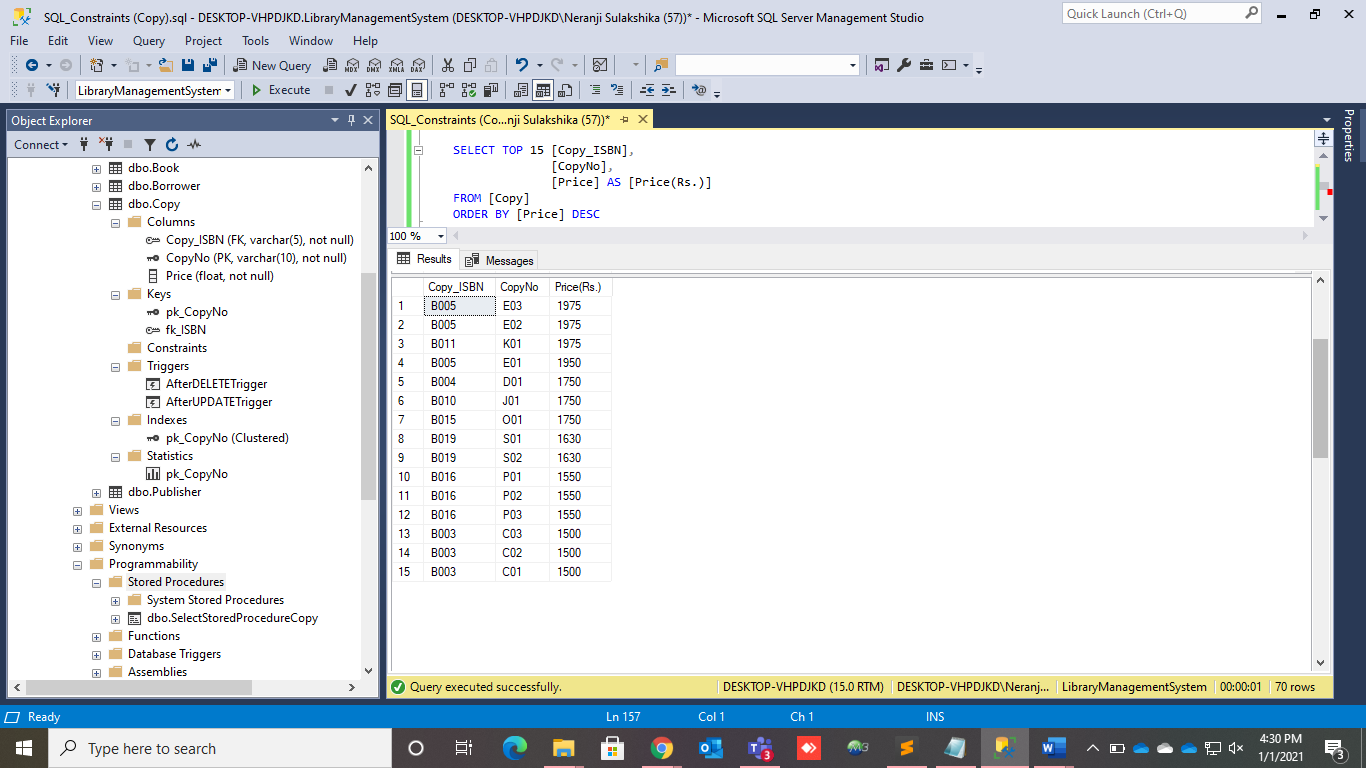 SQL_Constraints (Copy).sql - DESKTOP-VHPDJKD.LibraryManagementSystem (DESKTOP-VHPDJKD\Neranji Sulakshika (57))* - Microsoft SQL Server Management Studio
Quick Launch (Ctrl+Q)
File Edit View Query Project Tools Window Help
New Query MDX DMX XMLA DAX
LibraryManagementSystem Execute
Object Explorer
SQL_Constraints (Co...nji Sulakshika (57))*
Properties
Connect
dbo.Book
dbo.Borrower
dbo.Copy
Columns
Copy_ISBN (FK, varchar(5), not null)
CopyNo (PK, varchar(10), not null)
Price (float, not null)
Keys
pk_CopyNo
fk_ISBN
Constraints
Triggers
AfterDELETETrigger
AfterUPDATETrigger
Indexes
pk_CopyNo (Clustered)
Statistics
pk_CopyNo
dbo.Publisher
Views
External Resources
Synonyms
Programmability
Stored Procedures
System Stored Procedures
dbo.SelectStoredProcedureCopy
Functions
Database Triggers
Assemblies
SELECT TOP 15 [Copy_ISBN],
[CopyNo],
[Price] AS [Price(Rs.)]
FROM [Copy]
ORDER BY [Price] DESC
100 %
Results Messages
Copy_ISBN CopyNo Price(Rs.)
1 B005 E03 1975
2 B005 E02 1975
3 B011 K01 1975
4 B005 E01 1950
5 B004 D01 1750
6 B010 J01 1750
7 B015 O01 1750
8 B019 S01 1630
9 B019 S02 1630
10 B016 P01 1550
11 B016 P02 1550
12 B016 P03 1550
13 B003 C03 1500
14 B003 C02 1500
15 B003 C01 1500
Query executed successfully. DESKTOP-VHPDJKD (15.0 RTM) DESKTOP-VHPDJKD\Neranj... LibraryManagementSystem 00:00:01 70 rows
Ready Ln 157 Col 1 Ch 1 INS
Type here to search
3
4:30 PM
1/1/2021
3